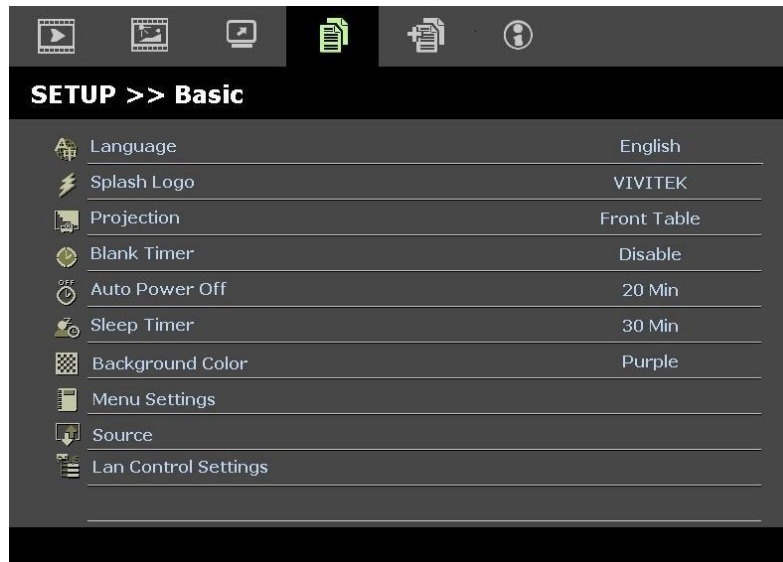 SETUP >> Basic
Language English
Splash Logo VIVITEK
Projection Front Table
Blank Timer Disable
Auto Power Off 20 Min
Sleep Timer 30 Min
Background Color Purple
Menu Settings
Source
Lan Control Settings